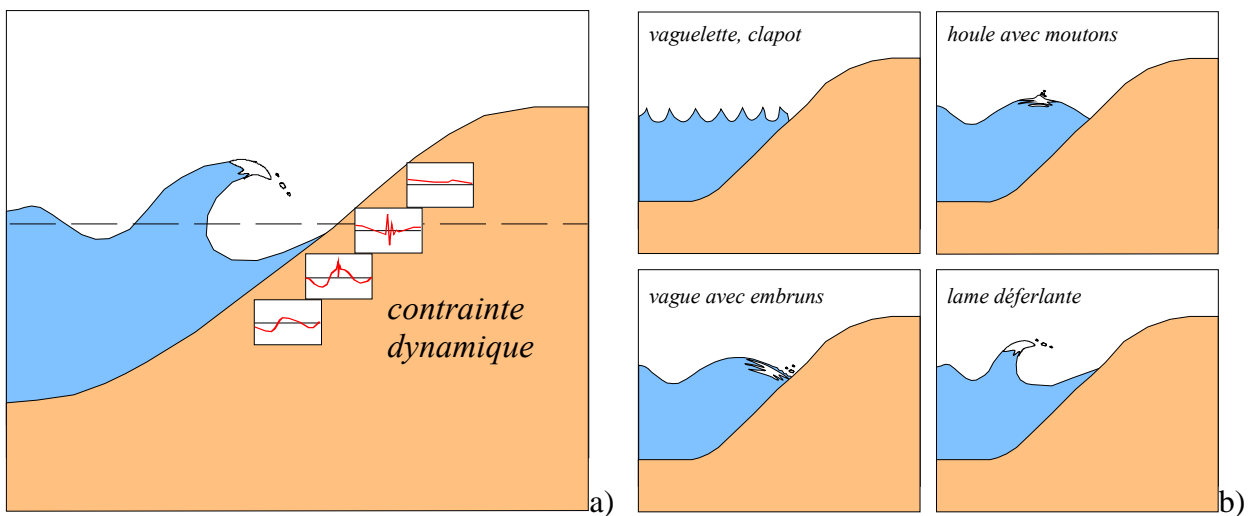 contrainte
dynamique
a)
vaguelette, clapot
houle avec moutons
vague avec embruns
lame déferlante
b)